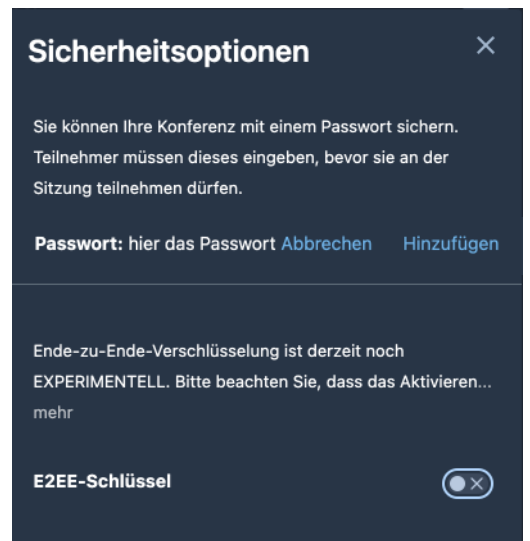 Sicherheitsoptionen
Sie können Ihre Konferenz mit einem Passwort sichern.
Teilnehmer müssen dieses eingeben, bevor sie an der
Sitzung teilnehmen dürfen.
Passwort: hier das Passwort Abbrechen Hinzufügen
Ende-zu-Ende-Verschlüsselung ist derzeit noch
EXPERIMENTELL. Bitte beachten Sie, dass das Aktivieren...
mehr
E2EE-Schlüssel